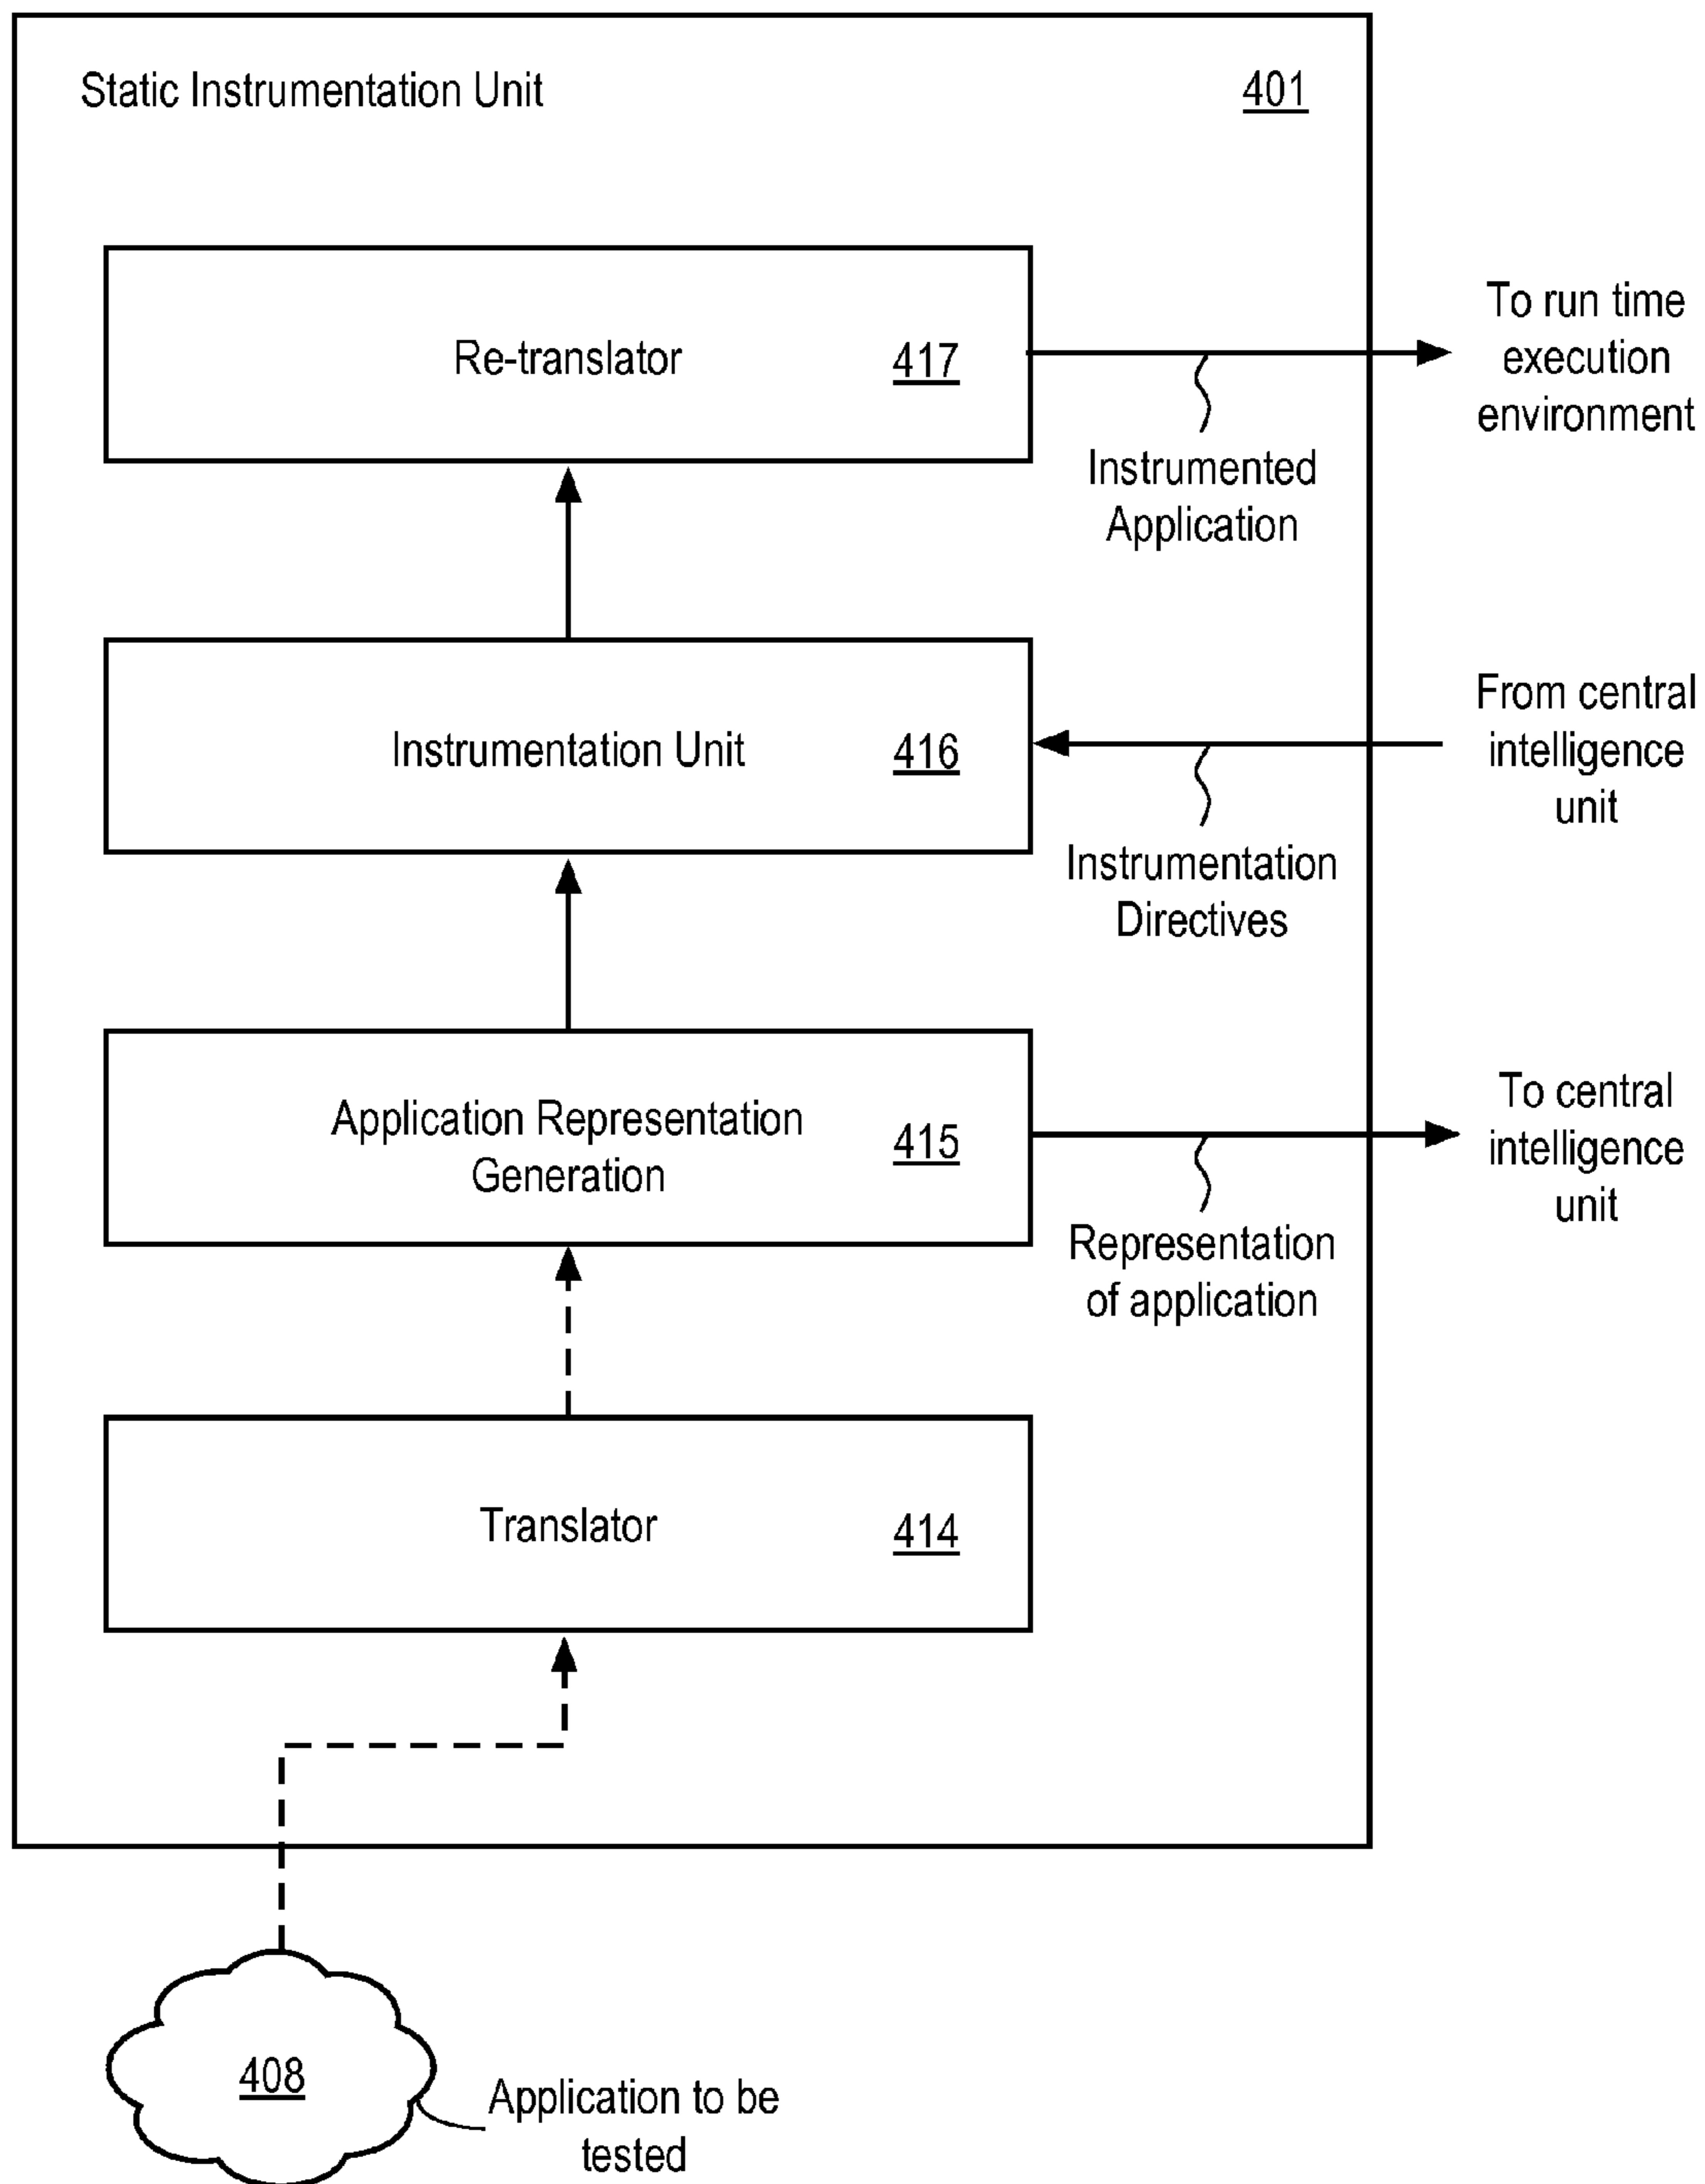 Static Instrumentation Unit 401
Re-translator 417
To run time
execution
environment
Instrumented
Application
Instrumentation Unit 416
From central
intelligence
unit
Instrumentation
Directives
Application Representation
Generation
415
To central
intelligence
unit
Representation
of application
Translator 414
408
Application to be
tested